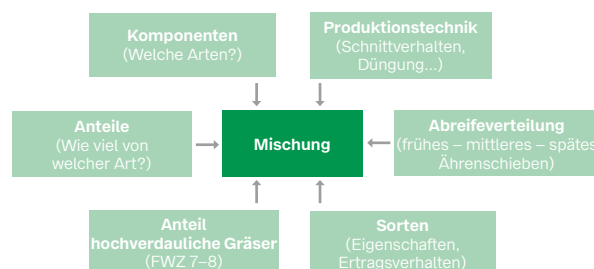 Komponenten
(Welche Arten?)
Produktionstechnik
(Schnittverhalten,
Düngung...)
Anteile
(Wie viel von
welcher Art?)
Mischung
Abreifeverteilung
(frühes – mittleres – spätes
Ährenschieben)
Anteil
hochverdauliche Gräser
(FWZ 7–8)
Sorten
(Eigenschaften,
Ertragsverhalten)